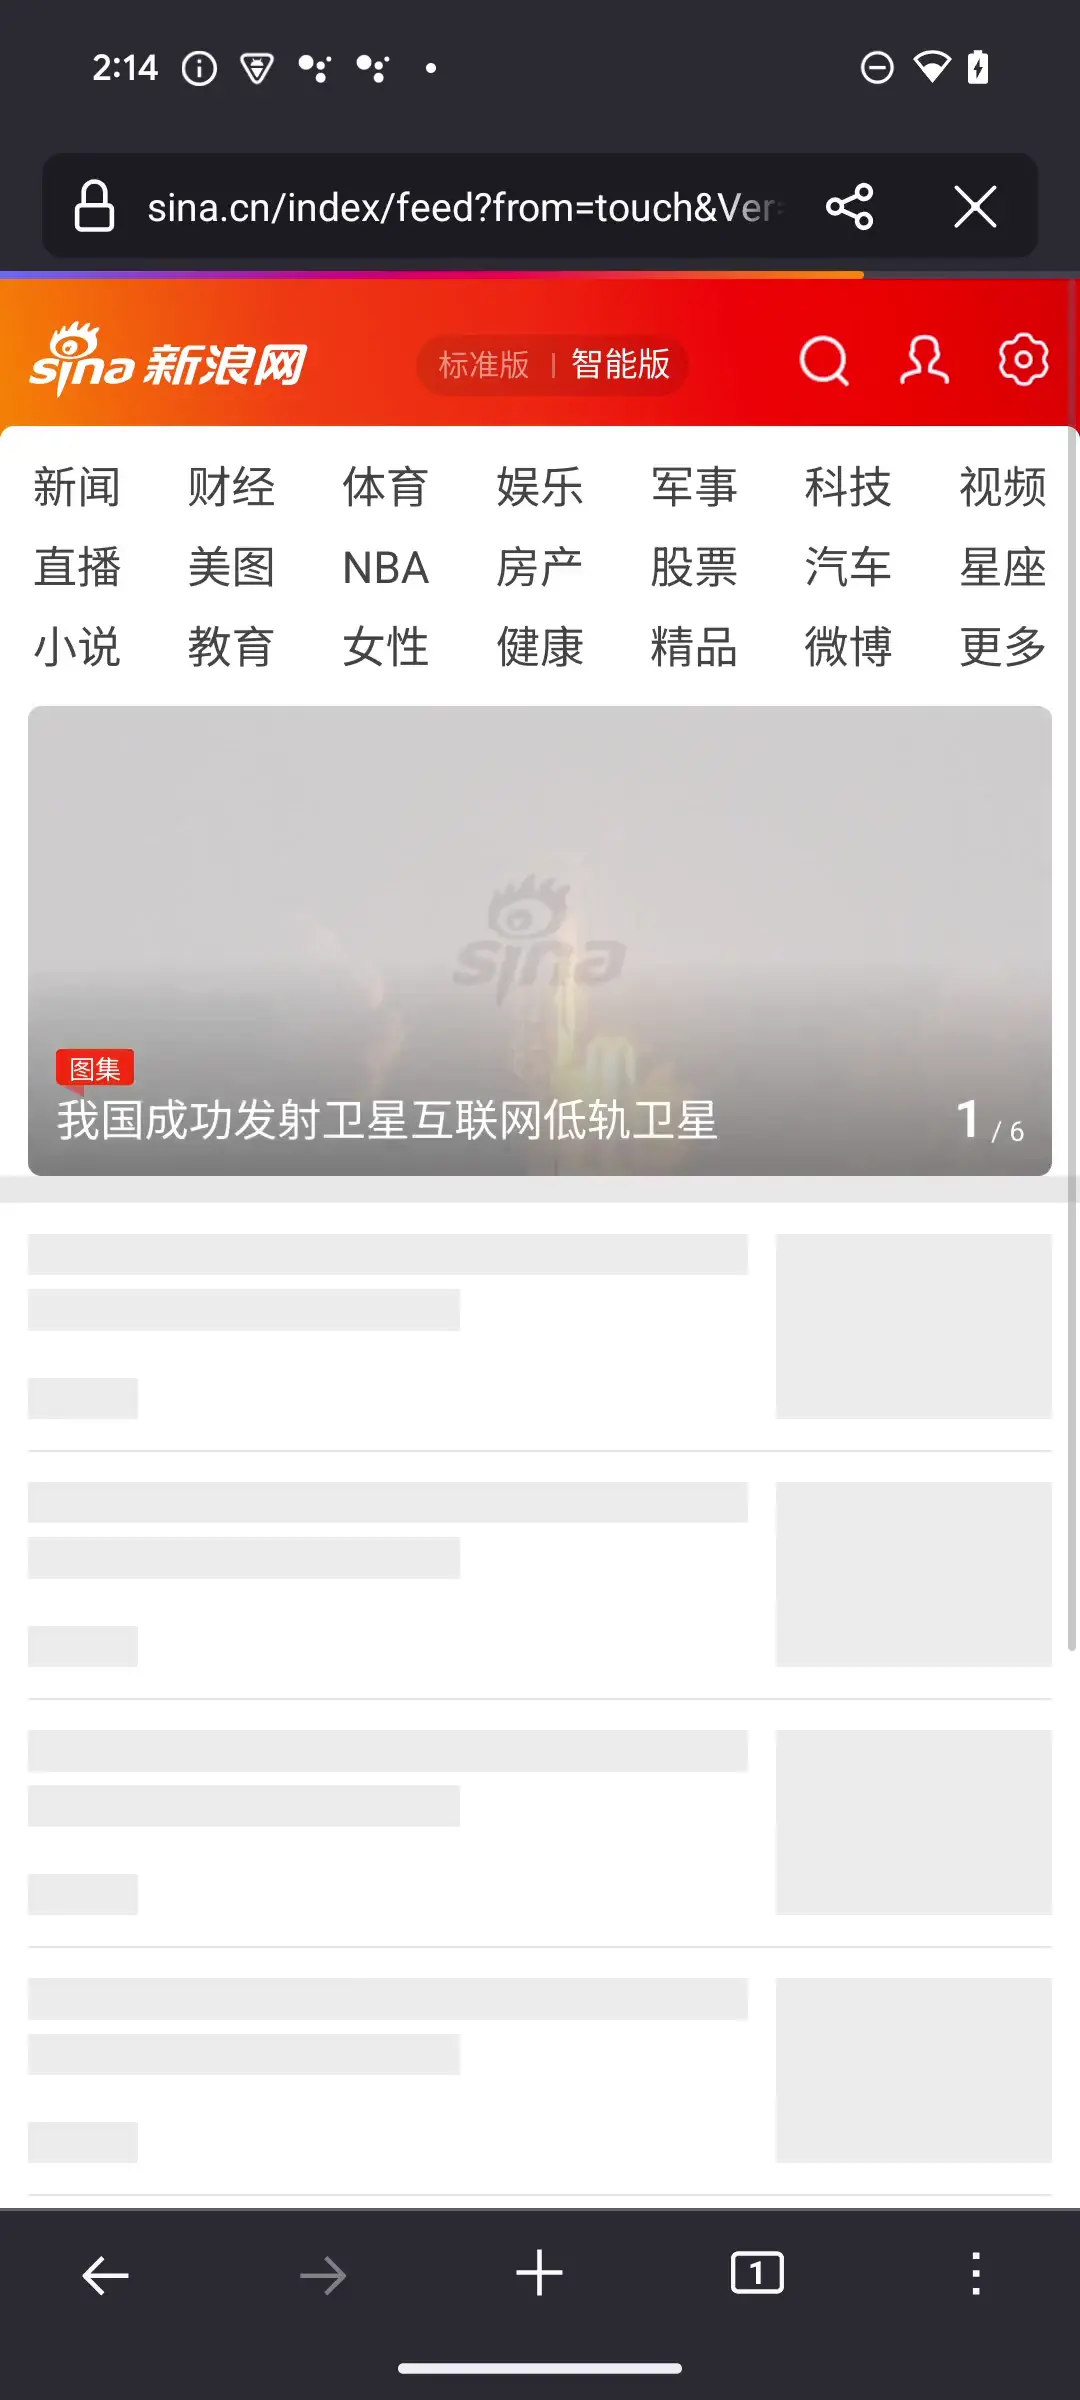 2:14
sina.cn/index/feed?from=touch&Ver
sina 新浪网 标准版 | 智能版
新闻 财经 体育 娱乐 军事 科技 视频
直播 美图 NBA 房产 股票 汽车 星座
小说 教育 女性 健康 精品 微博 更多
sina
图集
我国成功发射卫星互联网低轨卫星 1 / 6
1